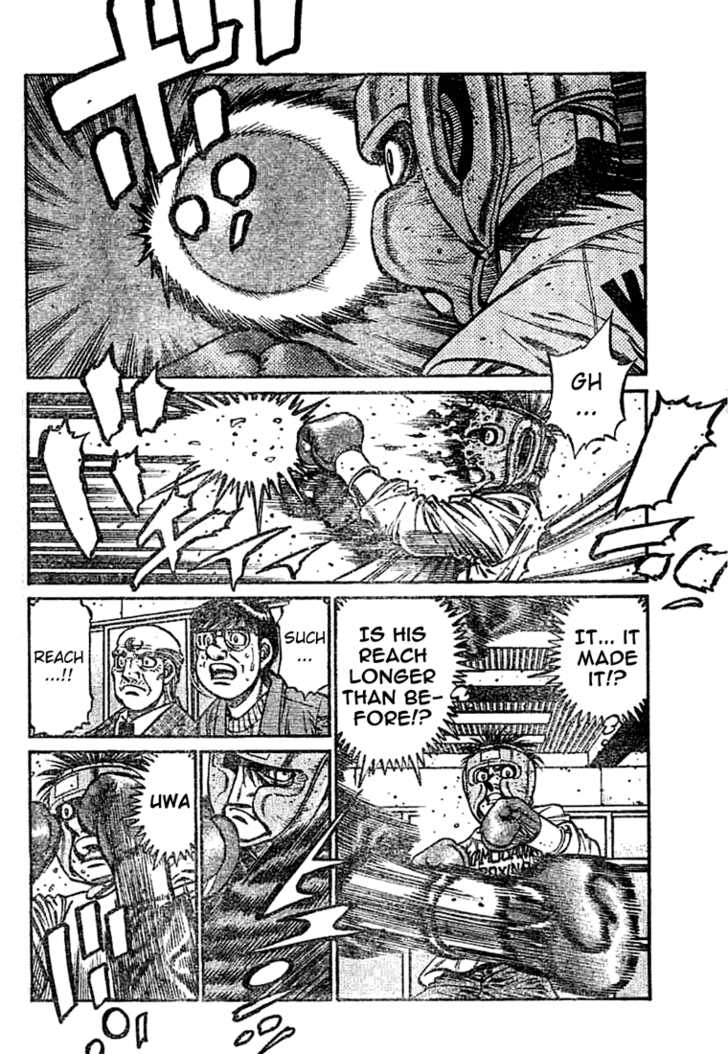 GH
...
IT... IT
MADE
IT!?
IS HIS
REACH
LONGER
THAN BE-
FORE!?
SUCH
...
REACH
...!!
UWA